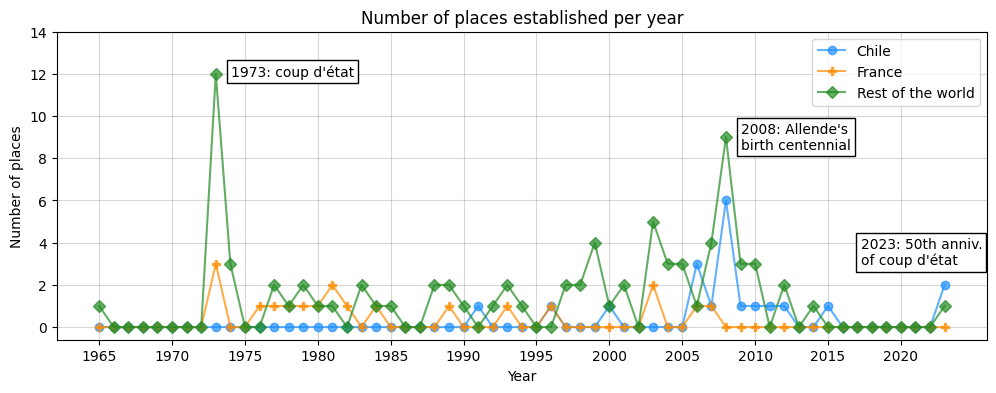 Number of places established per year
14
12
10
8
6
4
2
0
Number of places
1973: coup d'état
2008: Allende's
birth centennial
2023: 50th anniv.
of coup d'état
Chile
France
Rest of the world
1965 1970 1975 1980 1985 1990 1995 2000 2005 2010 2015 2020
Year